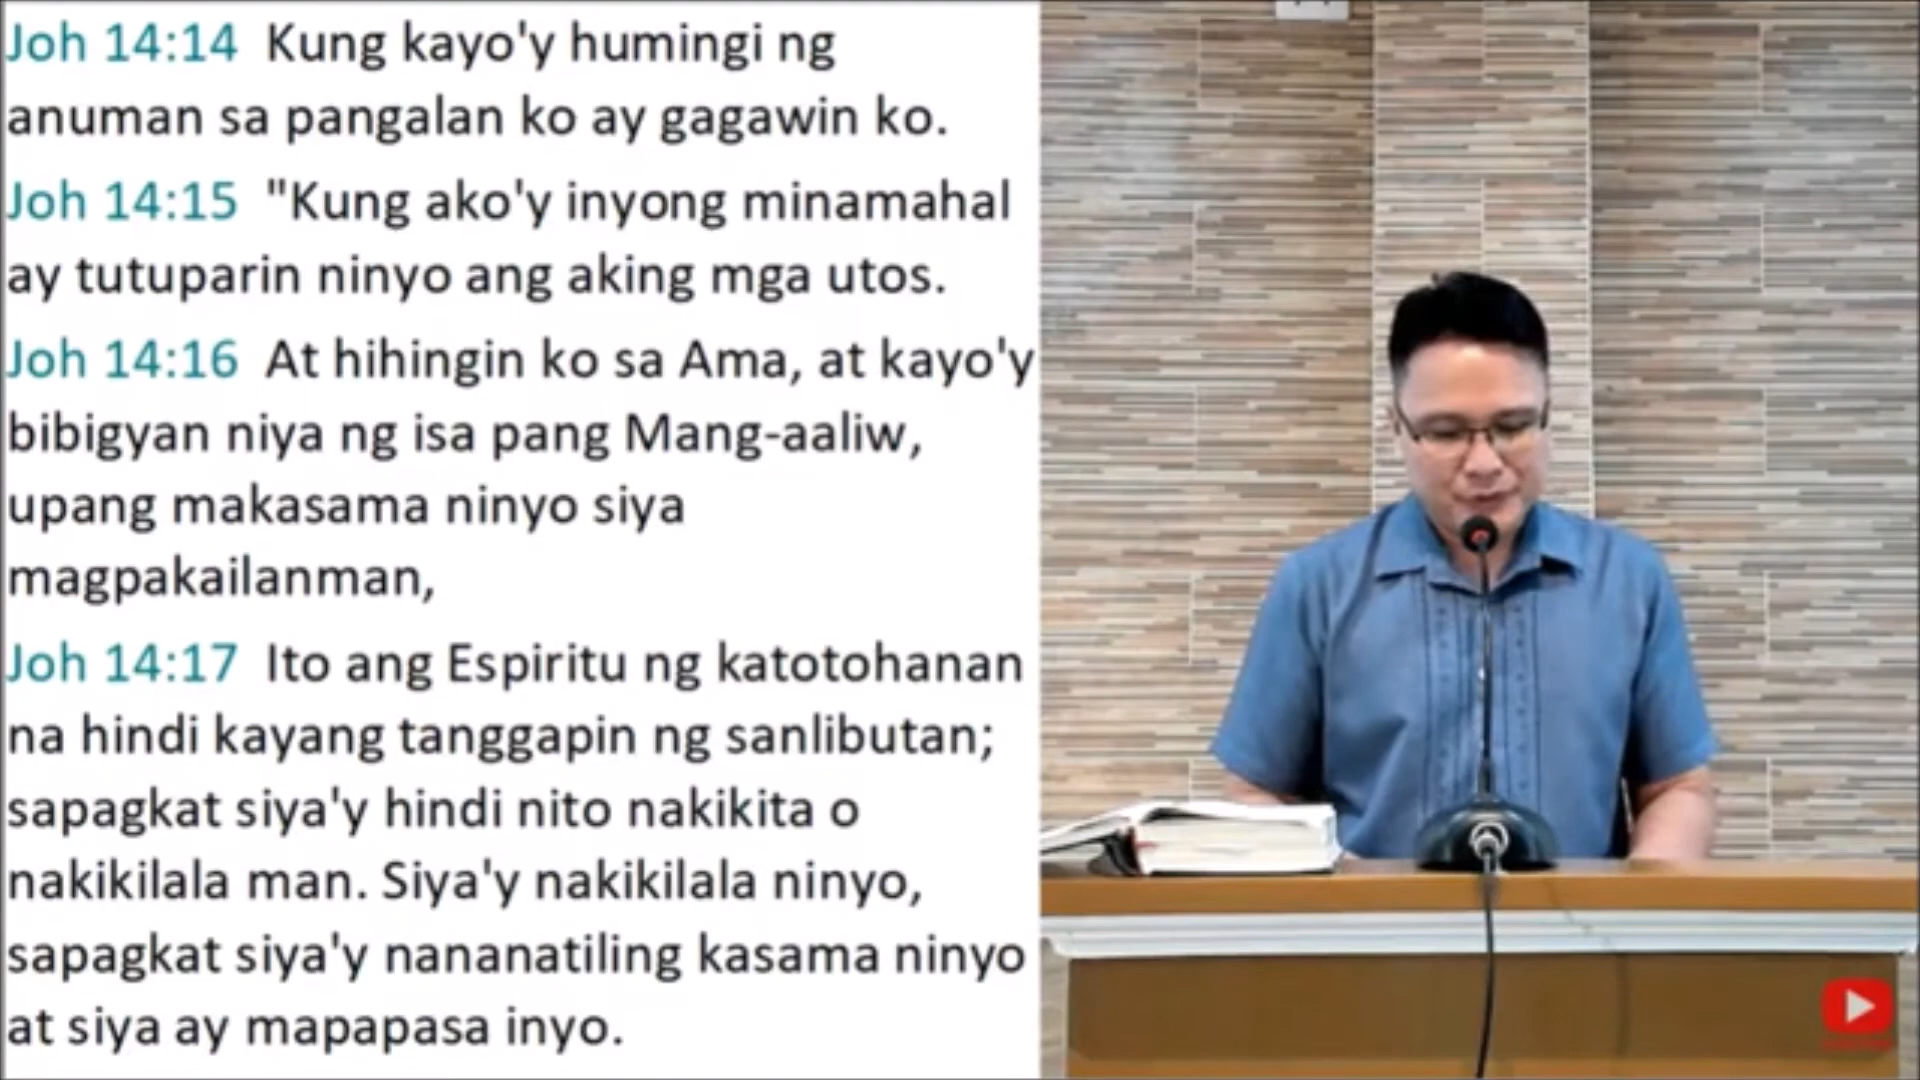 Joh 14:14 Kung kayo'y humingi ng
anuman sa pangalan ko ay gagawin ko.
Joh 14:15 "Kung ako'y inyong minamahal
ay tutuparin ninyo ang aking mga utos.
Joh 14:16 At hihingin ko sa Ama, at kayo'y
bibigyan niya ng isa pang Mang-aaliw,
upang makasama ninyo siya
magpakailanman,
Joh 14:17 Ito ang Espiritu ng katotohanan
na hindi kayang tanggapin ng sanlibutan;
sapagkat siya'y hindi nito nakikita o
nakikilala man. Siya'y nakikilala ninyo,
sapagkat siya'y nananatiling kasama ninyo
at siya ay mapapasa inyo.